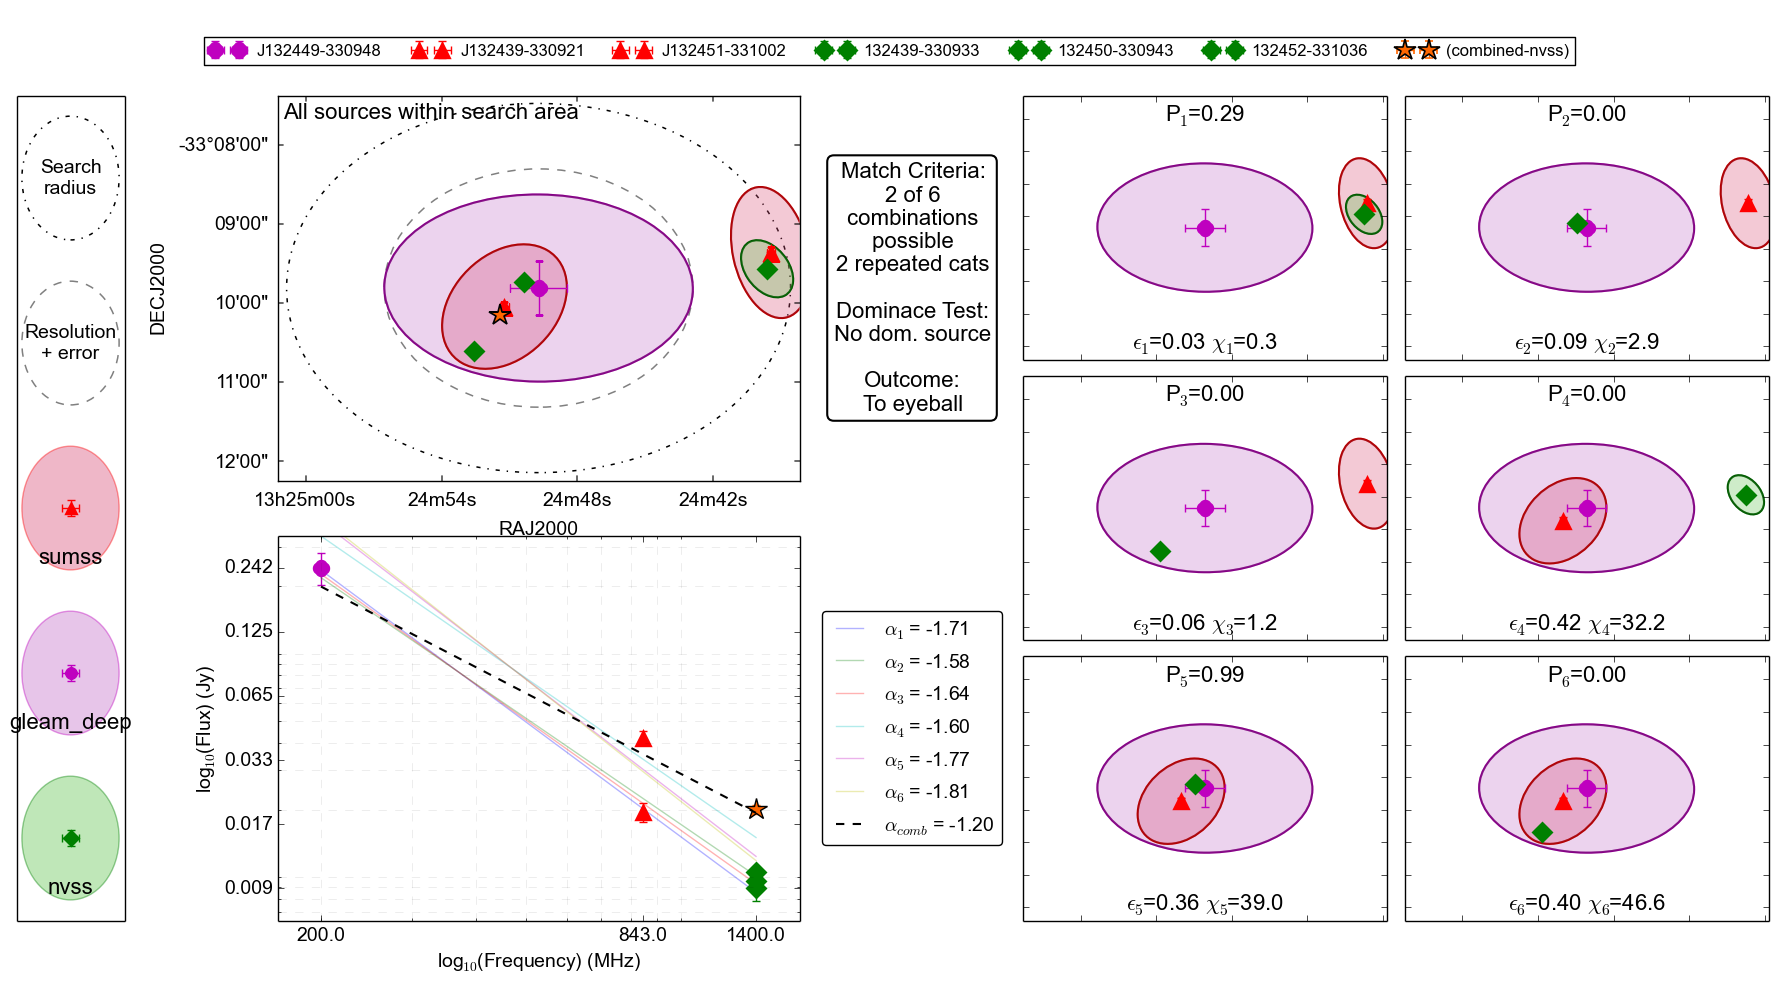 J132449-330948 J132439-330921 J132451-331002 132439-330933 132450-330943 132452-331036 (combined-nvss)
Search
radius
Resolution
+ error
sumss
gleam_deep
nvss
All sources within search area
DECJ2000
-33°08'00"
09'00"
10'00"
11'00"
12'00"
13h25m00s 24m54s 24m48s 24m42s
RAJ2000
Match Criteria:
2 of 6
combinations
possible
2 repeated cats
Dominace Test:
No dom. source
Outcome:
To eyeball
log₁₀(Flux) (Jy)
0.242
0.125
0.065
0.033
0.017
0.009
200.0 843.0 1400.0
log₁₀(Frequency) (MHz)
α₁ = -1.71
α₂ = -1.58
α₃ = -1.64
α₄ = -1.60
α₅ = -1.77
α₆ = -1.81
α_comb = -1.20
P₁=0.29
ϵ₁=0.03 χ₁=0.3
P₂=0.00
ϵ₂=0.09 χ₂=2.9
P₃=0.00
ϵ₃=0.06 χ₃=1.2
P₄=0.00
ϵ₄=0.42 χ₄=32.2
P₅=0.99
ϵ₅=0.36 χ₅=39.0
P₆=0.00
ϵ₆=0.40 χ₆=46.6